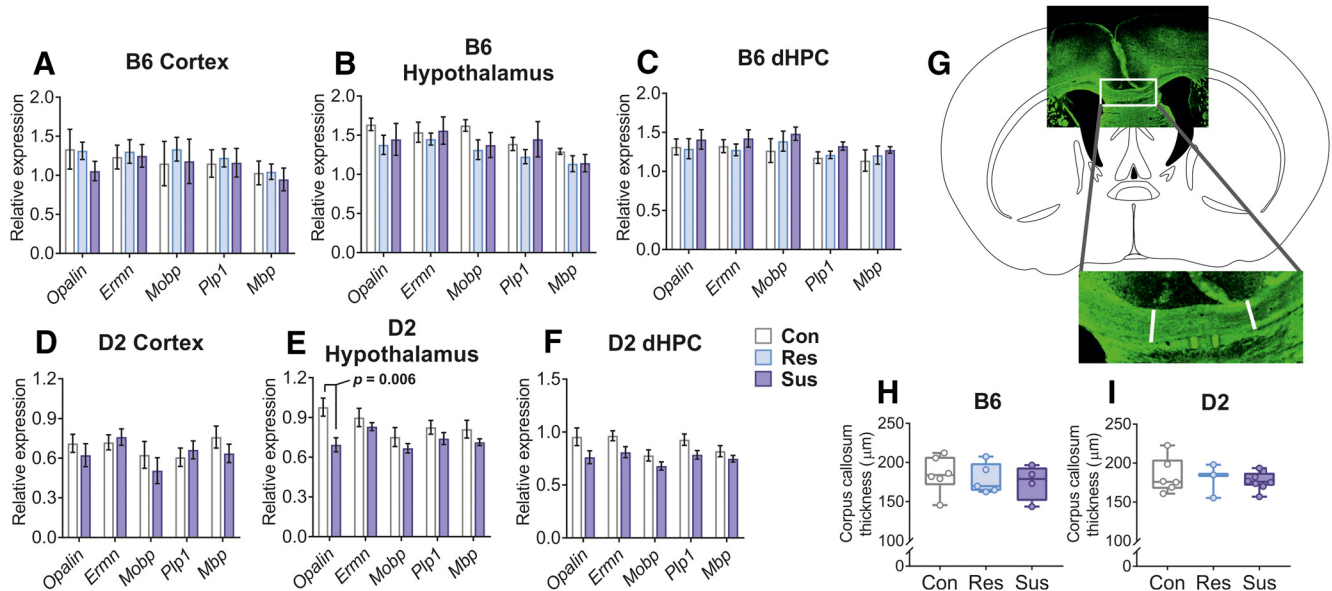 A
B6 Cortex
Relative expression
2.0
1.5
1.0
0.5
0.0
Opalin
Ermn
Mobp
Plp1
Mbp
B
B6
Hypothalamus
Relative expression
2.0
1.5
1.0
0.5
0.0
Opalin
Ermn
Mobp
Plp1
Mbp
C
B6 dHPC
Relative expression
2.0
1.5
1.0
0.5
0.0
Opalin
Ermn
Mobp
Plp1
Mbp
G
D
D2 Cortex
Relative expression
1.2
0.9
0.6
0.3
0.0
Opalin
Ermn
Mobp
Plp1
Mbp
E
D2
Hypothalamus
Relative expression
1.2
0.9
0.6
0.3
0.0
p = 0.006
Opalin
Ermn
Mobp
Plp1
Mbp
F
D2 dHPC
Relative expression
1.5
1.0
0.5
0.0
Opalin
Ermn
Mobp
Plp1
Mbp
Con
Res
Sus
H
B6
Corpus callosum
thickness (μm)
250
200
150
100
0
Con Res Sus
I
D2
Corpus callosum
thickness (μm)
250
200
150
100
0
Con Res Sus